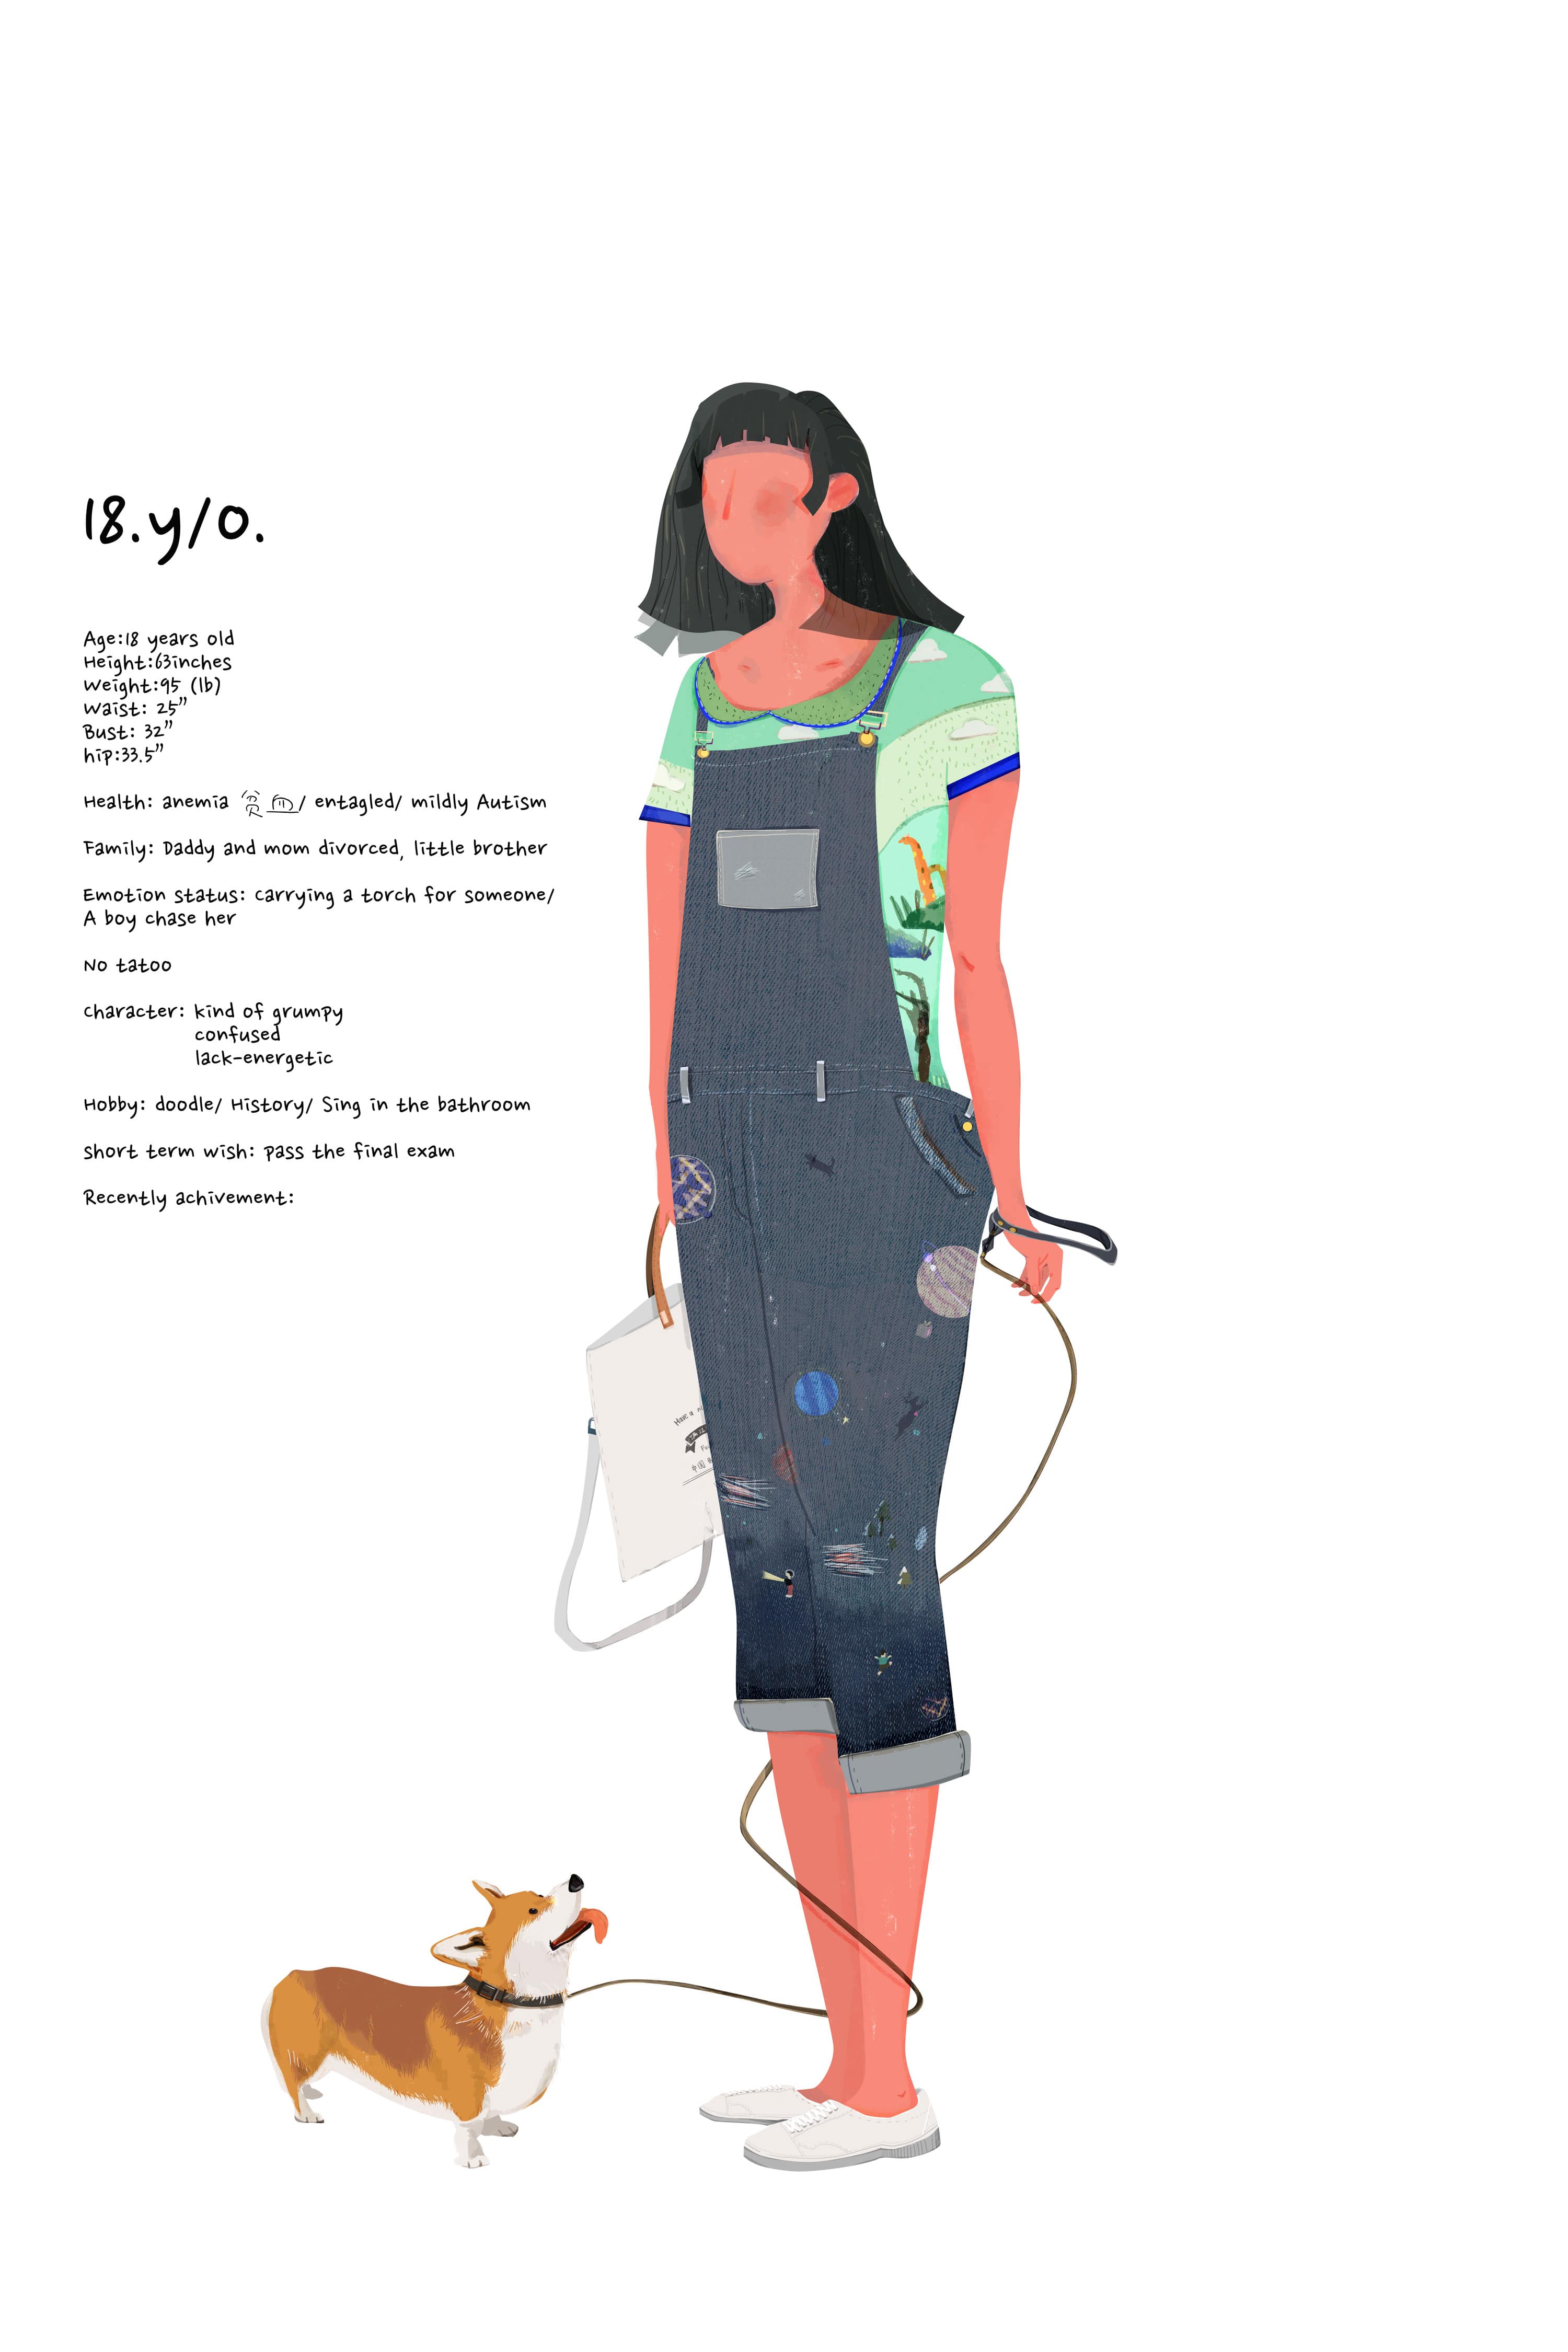 18.y/o.
Age:18 years old
Height:63inches
Weight:95 (lb)
Waist: 25"
Bust: 32"
hip:33.5"
Health: anemia 贫血/ entagled/ mildly Autism
Family: Daddy and mom divorced, little brother
Emotion status: carrying a torch for someone/
A boy chase her
No tatoo
character: kind of grumpy
confused
lack-energetic
Hobby: doodle/ History/ Sing in the bathroom
short term wish: pass the final exam
Recently achivement:
Have a
中国